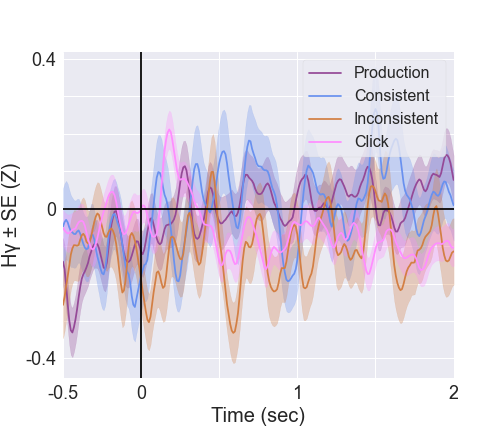 Hγ ± SE (Z)
0.4
0
-0.4
Production
Consistent
Inconsistent
Click
-0.5 0 1 2
Time (sec)